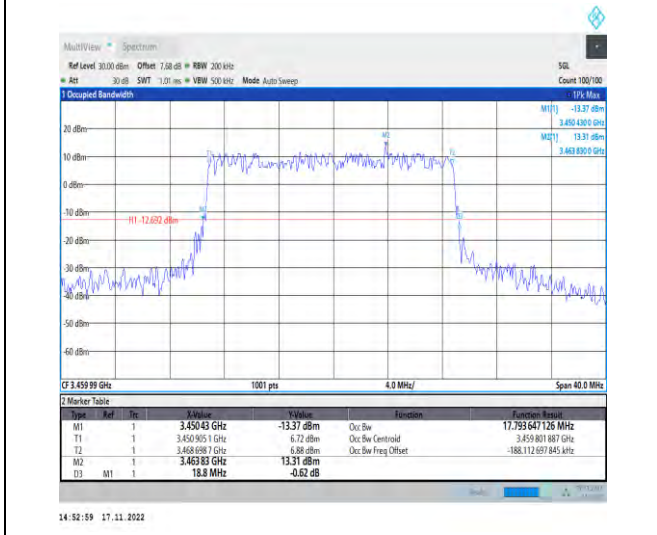 MultiView Spectrum
Ref Level 30.00 dBm Offset 7.68 dB RBW 200 kHz SGL
Att 30 dB SWT 1.01 ms VBW 500 kHz Mode Auto Sweep Count 100/100
1 Occupied Bandwidth 1Pk Max
M1[1] -13.37 dBm
3.450 4300 GHz
M2[1] 13.31 dBm
3.463 8300 GHz
20 dBm
10 dBm
0 dBm
-10 dBm
H1 -12.692 dBm
-20 dBm
-30 dBm
-40 dBm
-50 dBm
-60 dBm
CF 3.459 99 GHz 1001 pts 4.0 MHz/ Span 40.0 MHz
2 Marker Table
Type Ref Trc X-Value Y-Value Function Function Result
M1 1 3.45043 GHz -13.37 dBm Occ Bw 17.793 647 126 MHz
T1 1 3.450 905 1 GHz 6.72 dBm Occ Bw Centroid 3.459 801 887 GHz
T2 1 3.468 698 7 GHz 6.88 dBm Occ Bw Freq Offset -188.112 697 845 kHz
M2 1 3.463 83 GHz 13.31 dBm
D3 M1 1 18.8 MHz -0.62 dB
14:52:59 17.11.2022